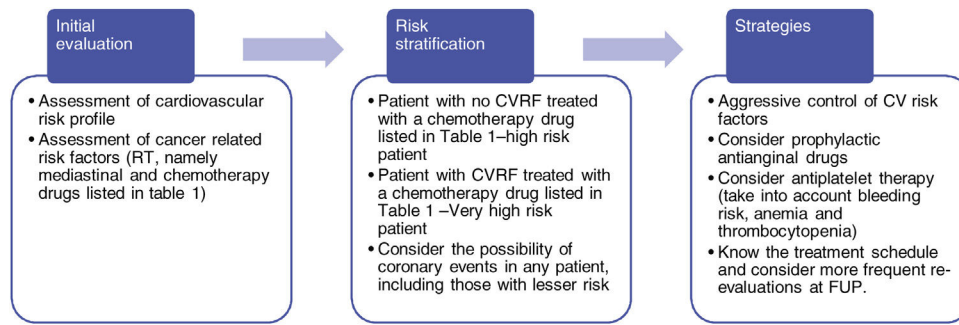 Initial
evaluation
• Assessment of cardiovascular
risk profile
• Assessment of cancer related
risk factors (RT, namely
mediastinal and chemotherapy
drugs listed in table 1)
Risk
stratification
• Patient with no CVRF treated
with a chemotherapy drug
listed in Table 1–high risk
patient
• Patient with CVRF treated with
a chemotherapy drug listed in
Table 1 –Very high risk
patient
• Consider the possibility of
coronary events in any patient,
including those with lesser risk
Strategies
• Aggressive control of CV risk
factors
• Consider prophylactic
antianginal drugs
• Consider antiplatelet therapy
(take into account bleeding
risk, anemia and
thrombocytopenia)
• Know the treatment schedule
and consider more frequent re-
evaluations at FUP.